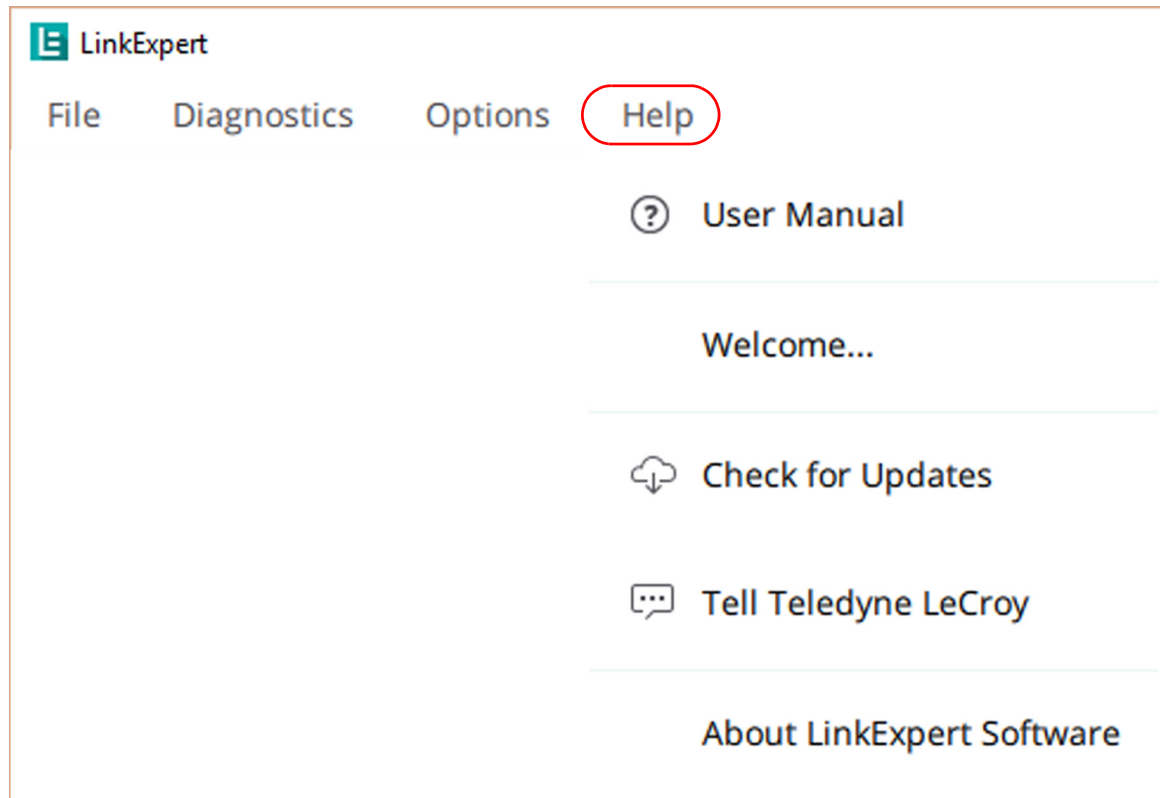 LinkExpert
File Diagnostics Options Help
User Manual
Welcome...
Check for Updates
Tell Teledyne LeCroy
About LinkExpert Software